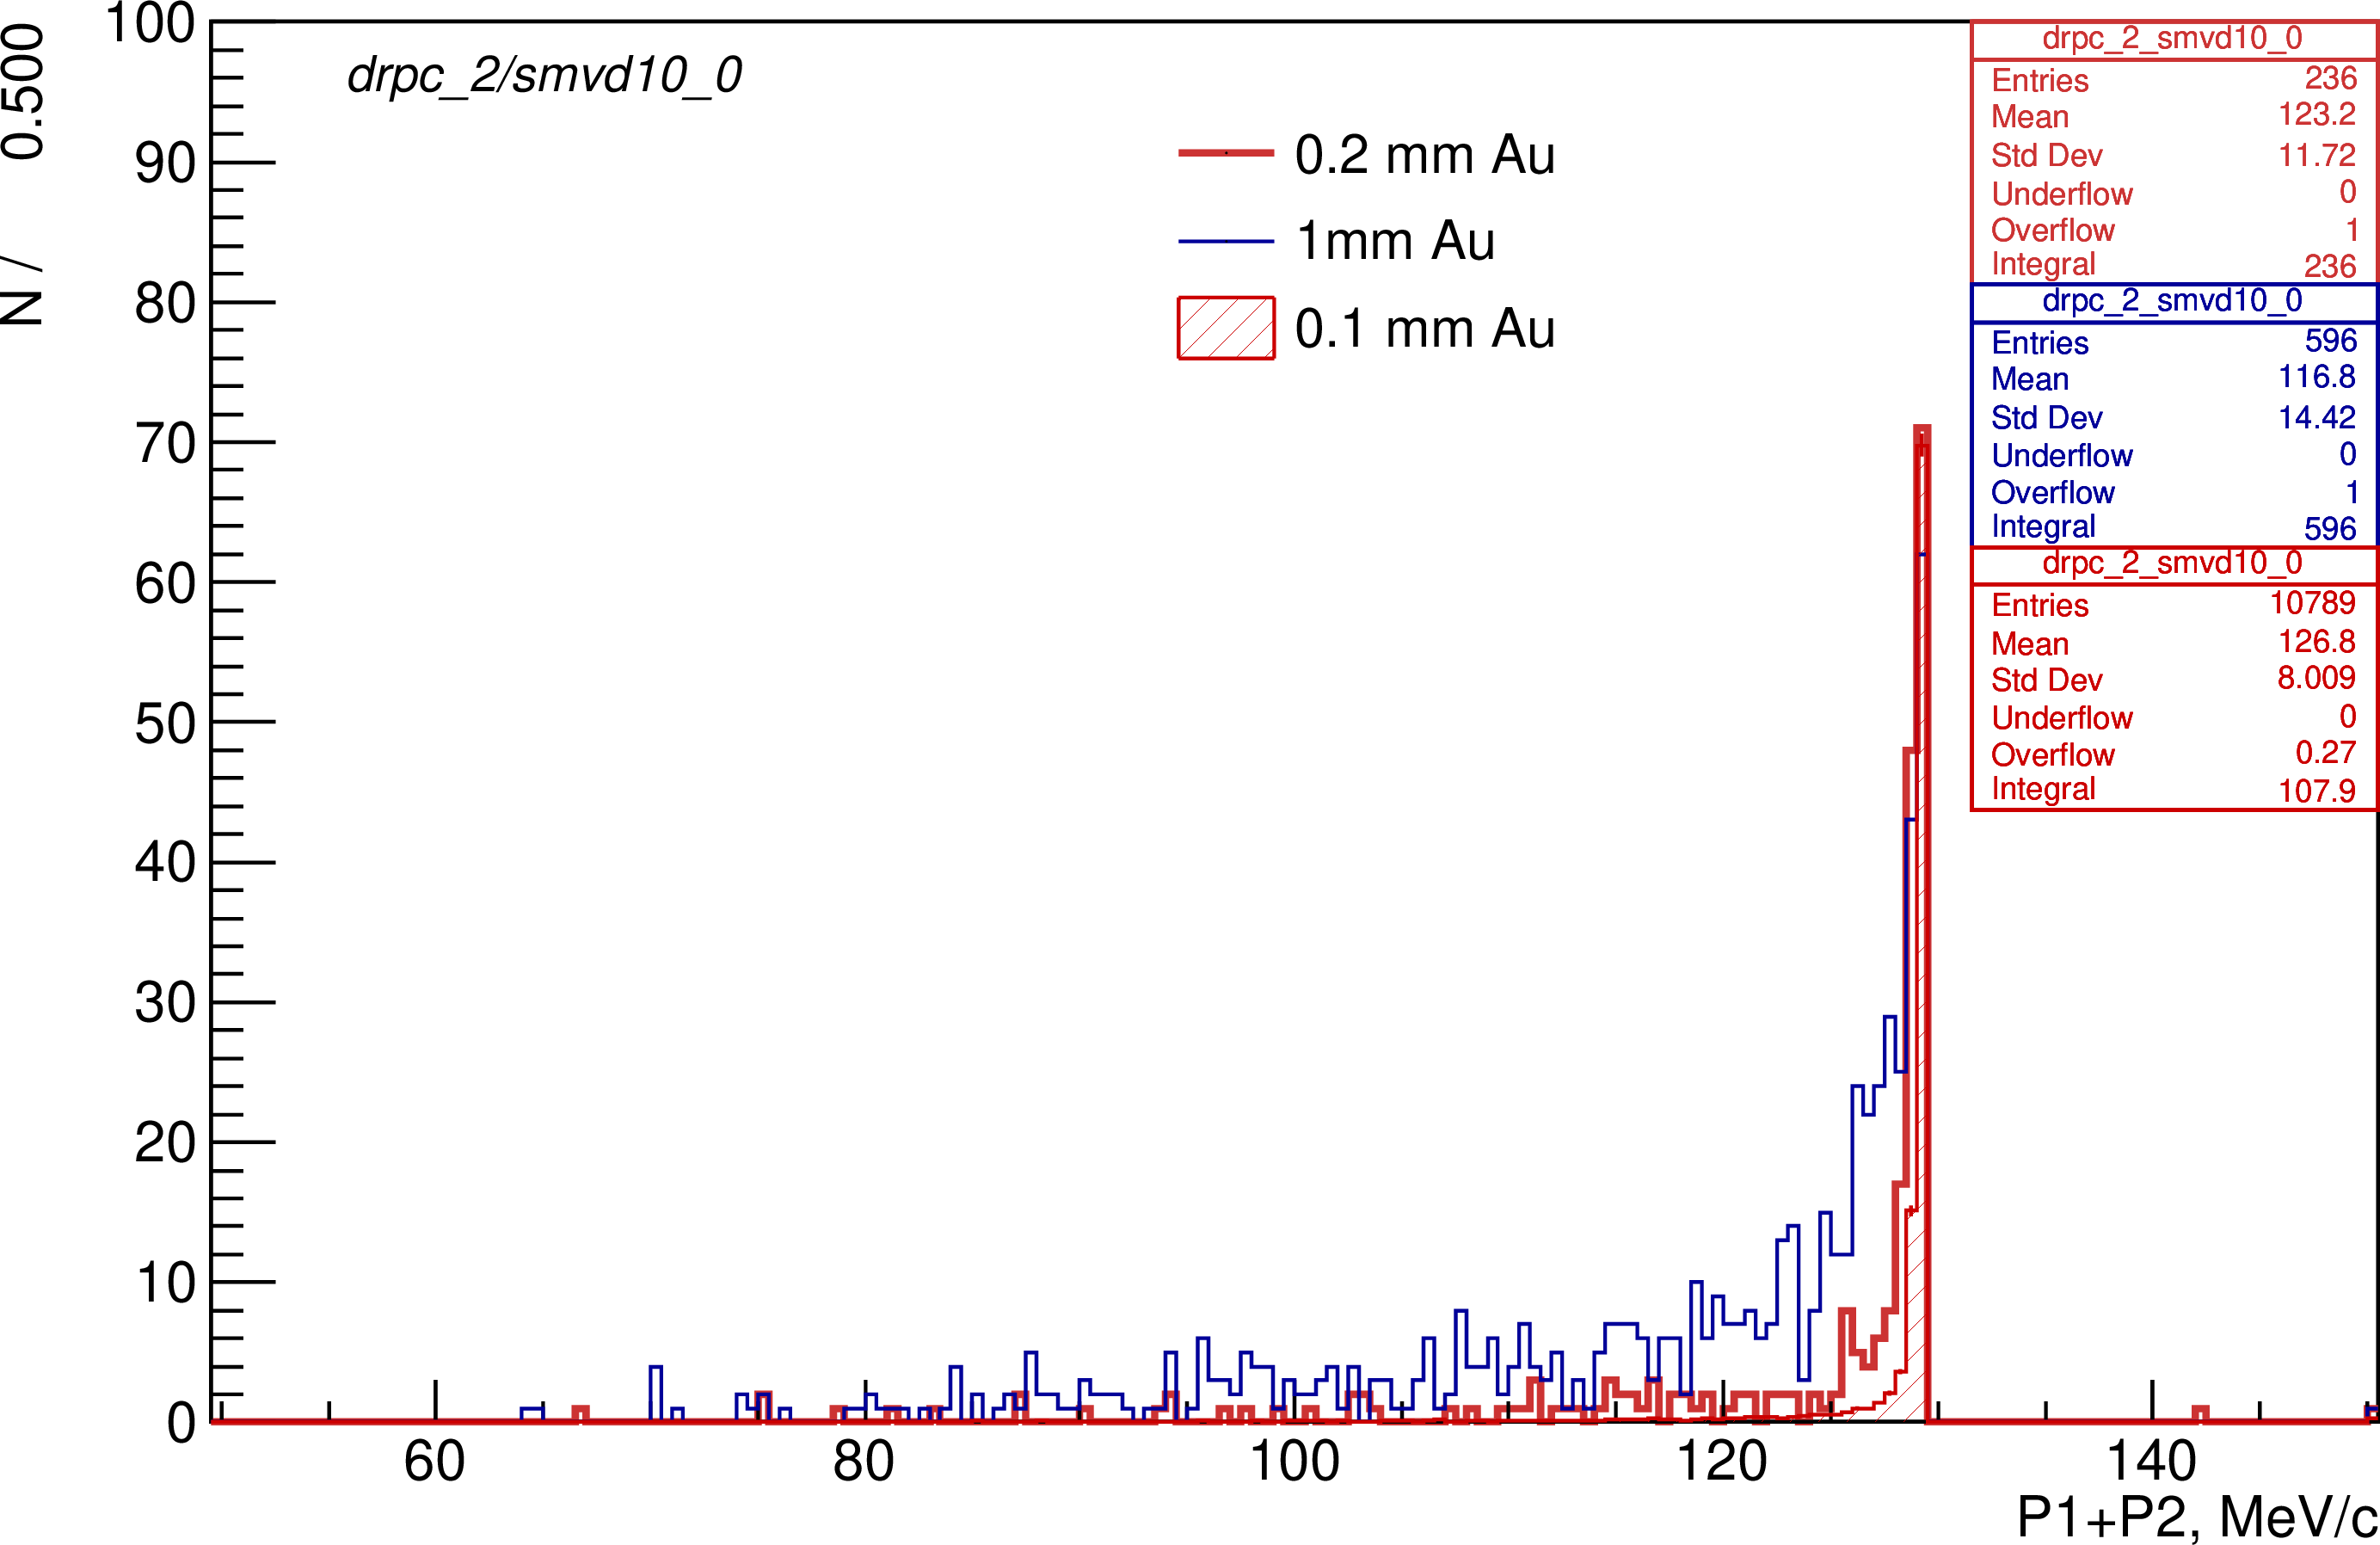 N /    0.500
100
90
80
70
60
50
40
30
20
10
0
drpc_2/smvd10_0
0.2 mm Au
1mm Au
0.1 mm Au
drpc_2_smvd10_0
Entries 236
Mean 123.2
Std Dev 11.72
Underflow 0
Overflow 1
Integral 236
drpc_2_smvd10_0
Entries 596
Mean 116.8
Std Dev 14.42
Underflow 0
Overflow 1
Integral 596
drpc_2_smvd10_0
Entries 10789
Mean 126.8
Std Dev 8.009
Underflow 0
Overflow 0.27
Integral 107.9
60 80 100 120 140
P1+P2, MeV/c